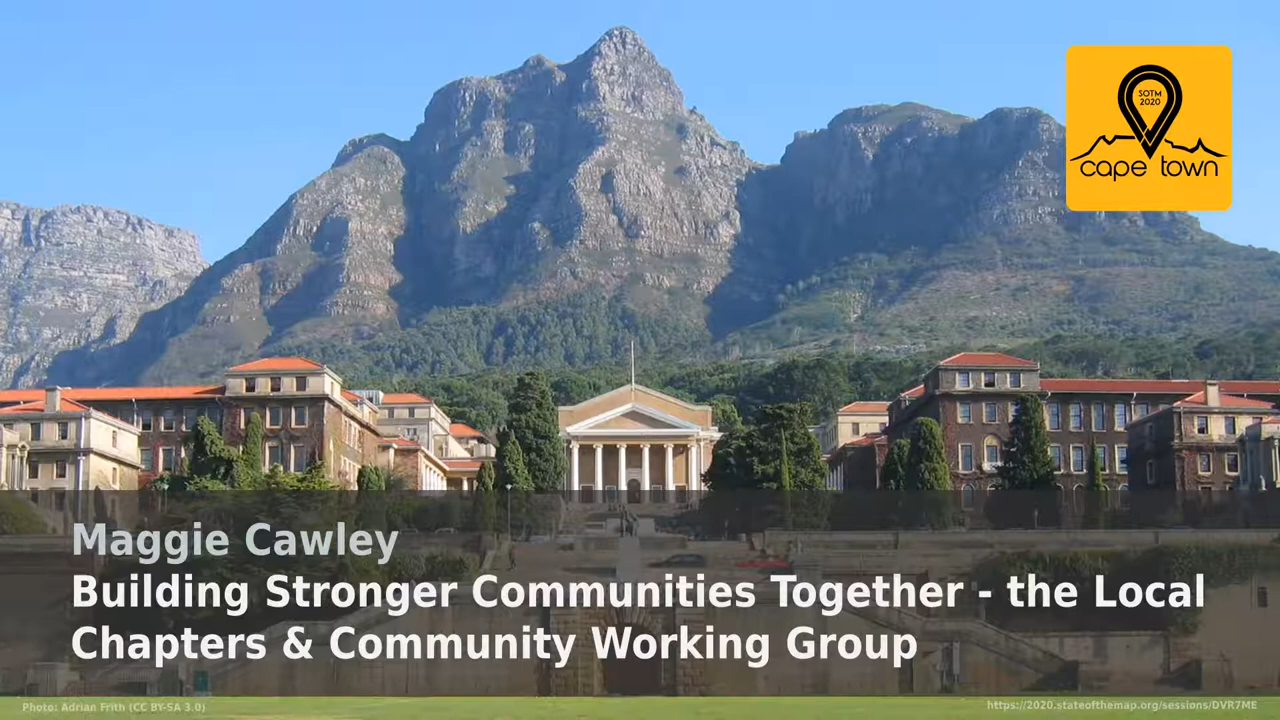 SOTM
2020
cape town
Maggie Cawley
Building Stronger Communities Together - the Local
Chapters & Community Working Group
Photo: Adrian Frith (CC BY-SA 3.0)
https://2020.stateofthemap.org/sessions/DVR7ME